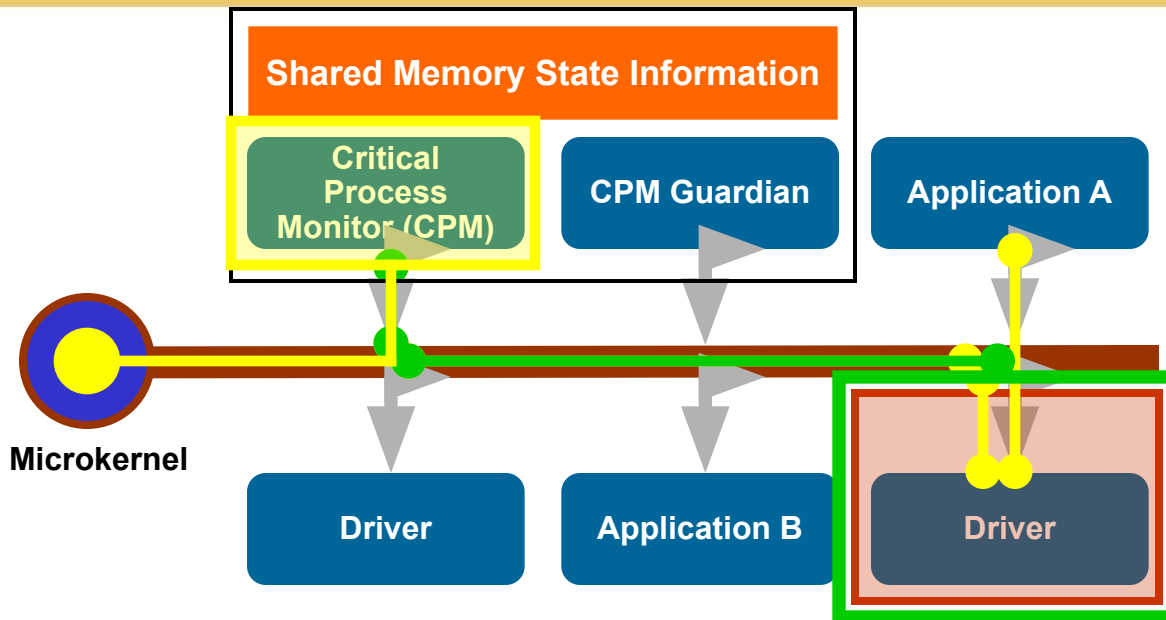 Shared Memory State Information
Critical
Process
Monitor (CPM)
CPM Guardian
Application A
Microkernel
Driver
Application B
Driver